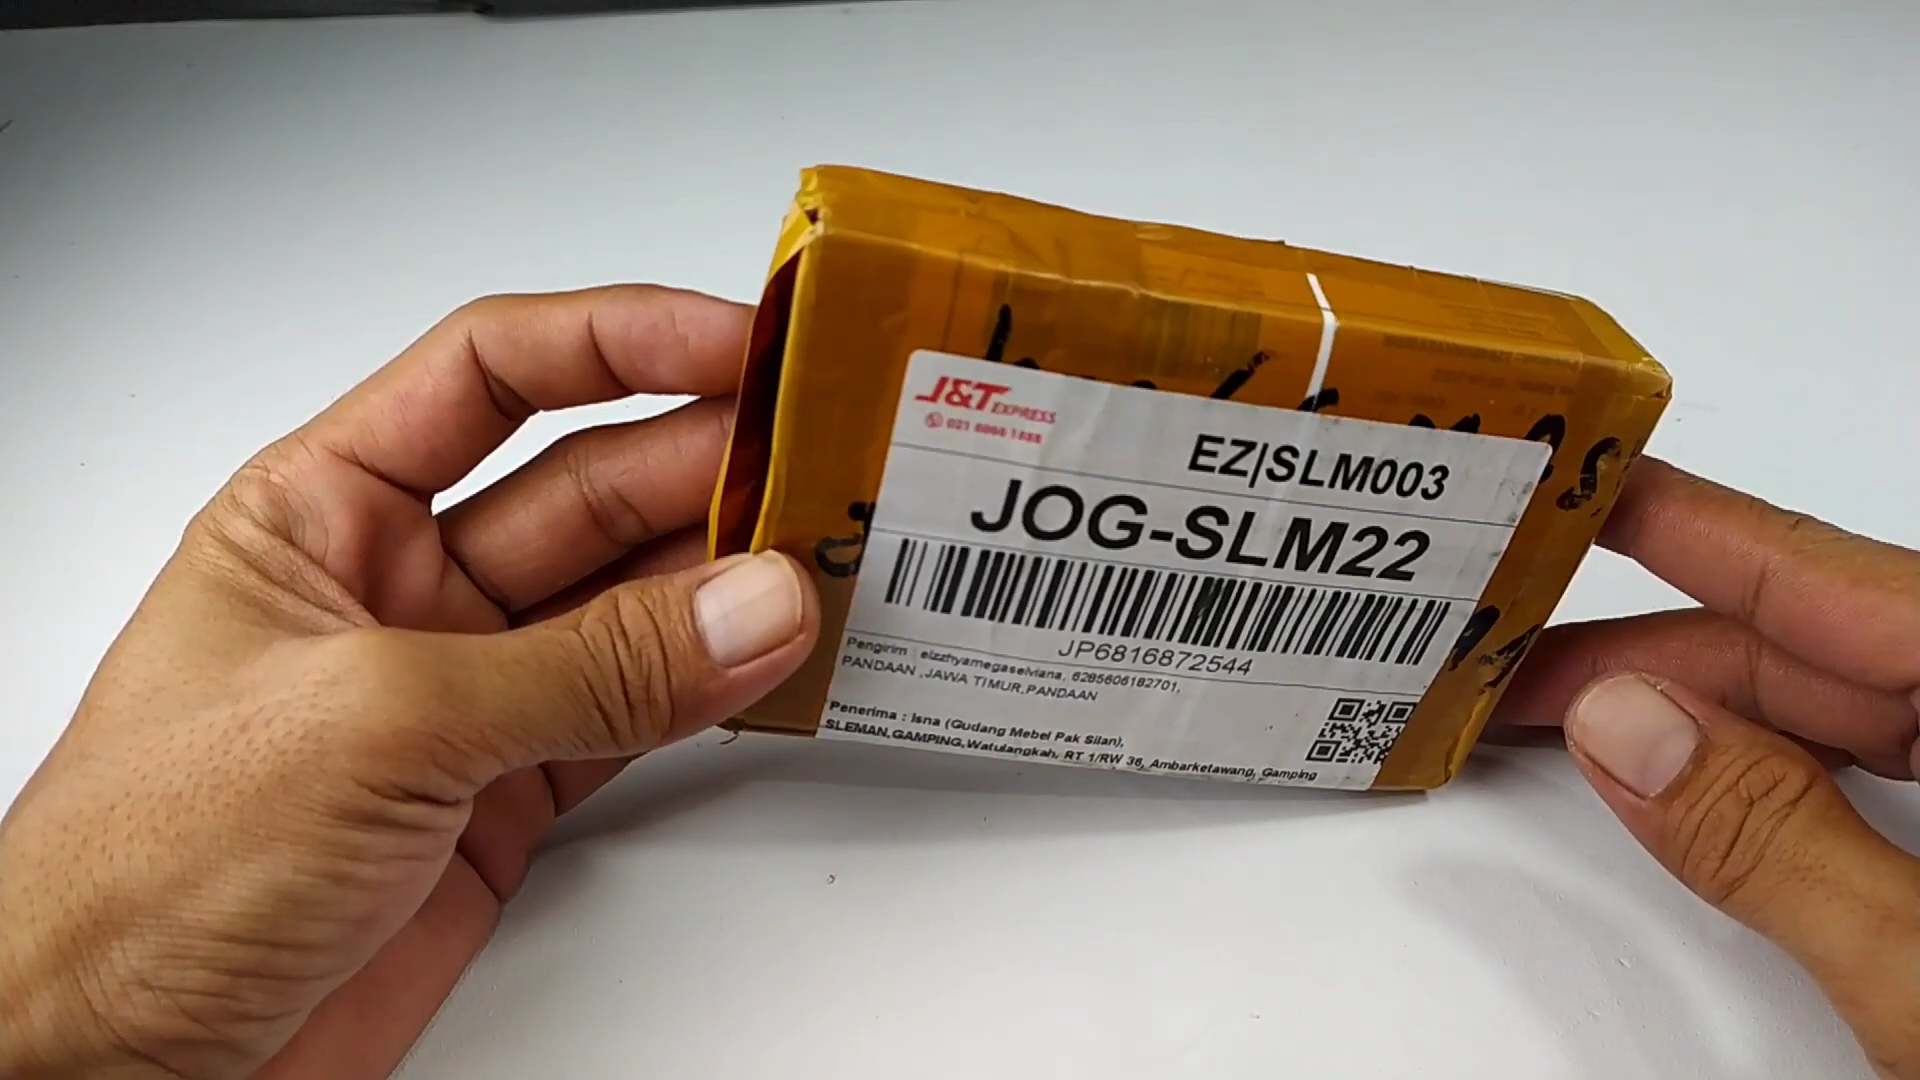 J&T EXPRESS
021 8066 1888
EZ|SLM003
JOG-SLM22
JP6816872544
Pengirim : elzzhyamegaselviana, 6285606182701,
PANDAAN ,JAWA TIMUR,PANDAAN
Penerima : Isna (Gudang Mebel Pak Silan),
SLEMAN,GAMPING,Watulangkah, RT 1/RW 36, Ambarketawang, Gamping